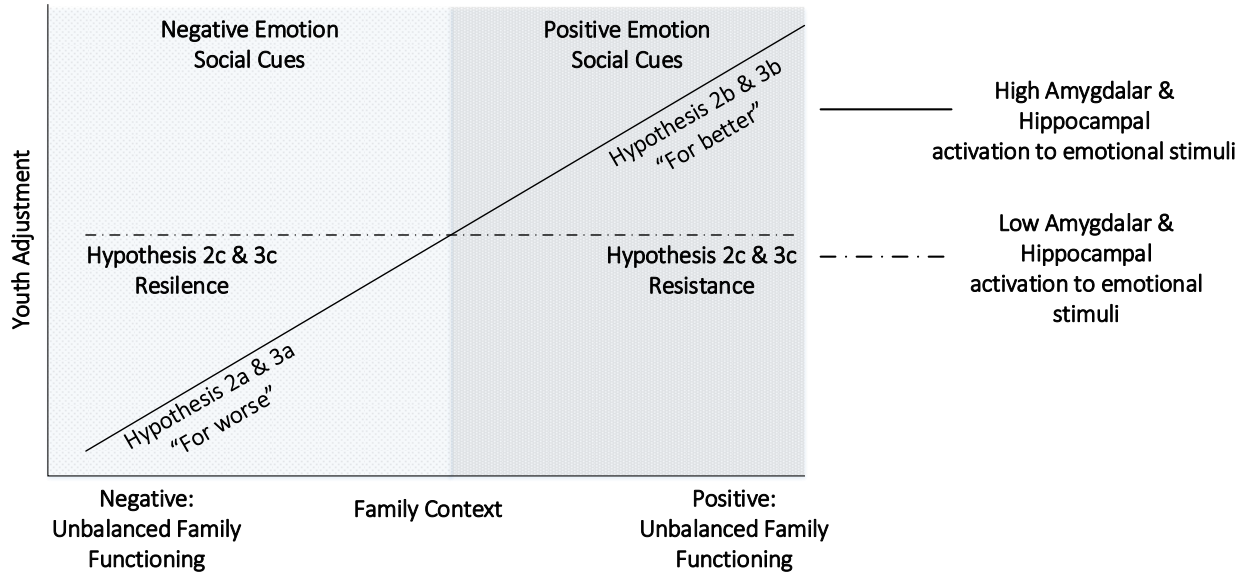 Negative Emotion
Social Cues
Positive Emotion
Social Cues
Hypothesis 2b & 3b
“For better”
High Amygdalar &
Hippocampal
activation to emotional stimuli
Youth Adjustment
Hypothesis 2c & 3c
Resilence
Hypothesis 2c & 3c
Resistance
Low Amygdalar &
Hippocampal
activation to emotional
stimuli
Hypothesis 2a & 3a
“For worse”
Negative:
Unbalanced Family
Functioning
Family Context
Positive:
Unbalanced Family
Functioning